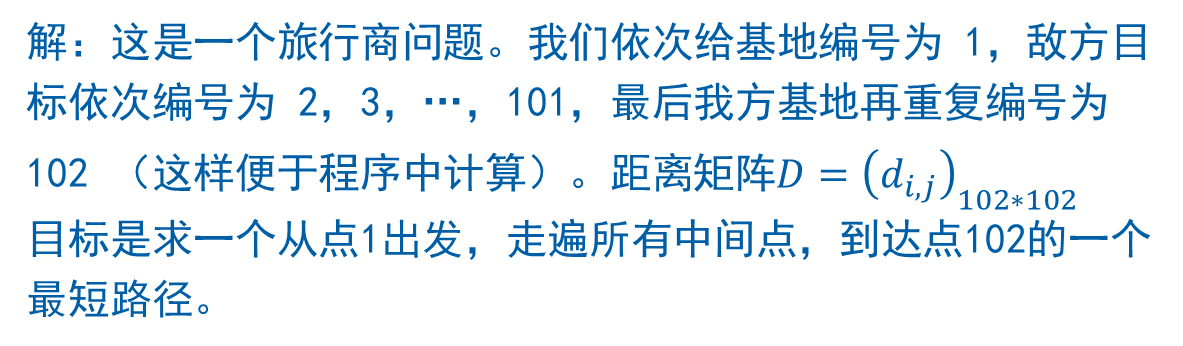 解：这是一个旅行商问题。我们依次给基地编号为 1，敌方目
标依次编号为 2，3，…，101，最后我方基地再重复编号为
102 （这样便于程序中计算）。距离矩阵D = (d_{i,j})_{102*102}
目标是求一个从点1出发，走遍所有中间点，到达点102的一个
最短路径。